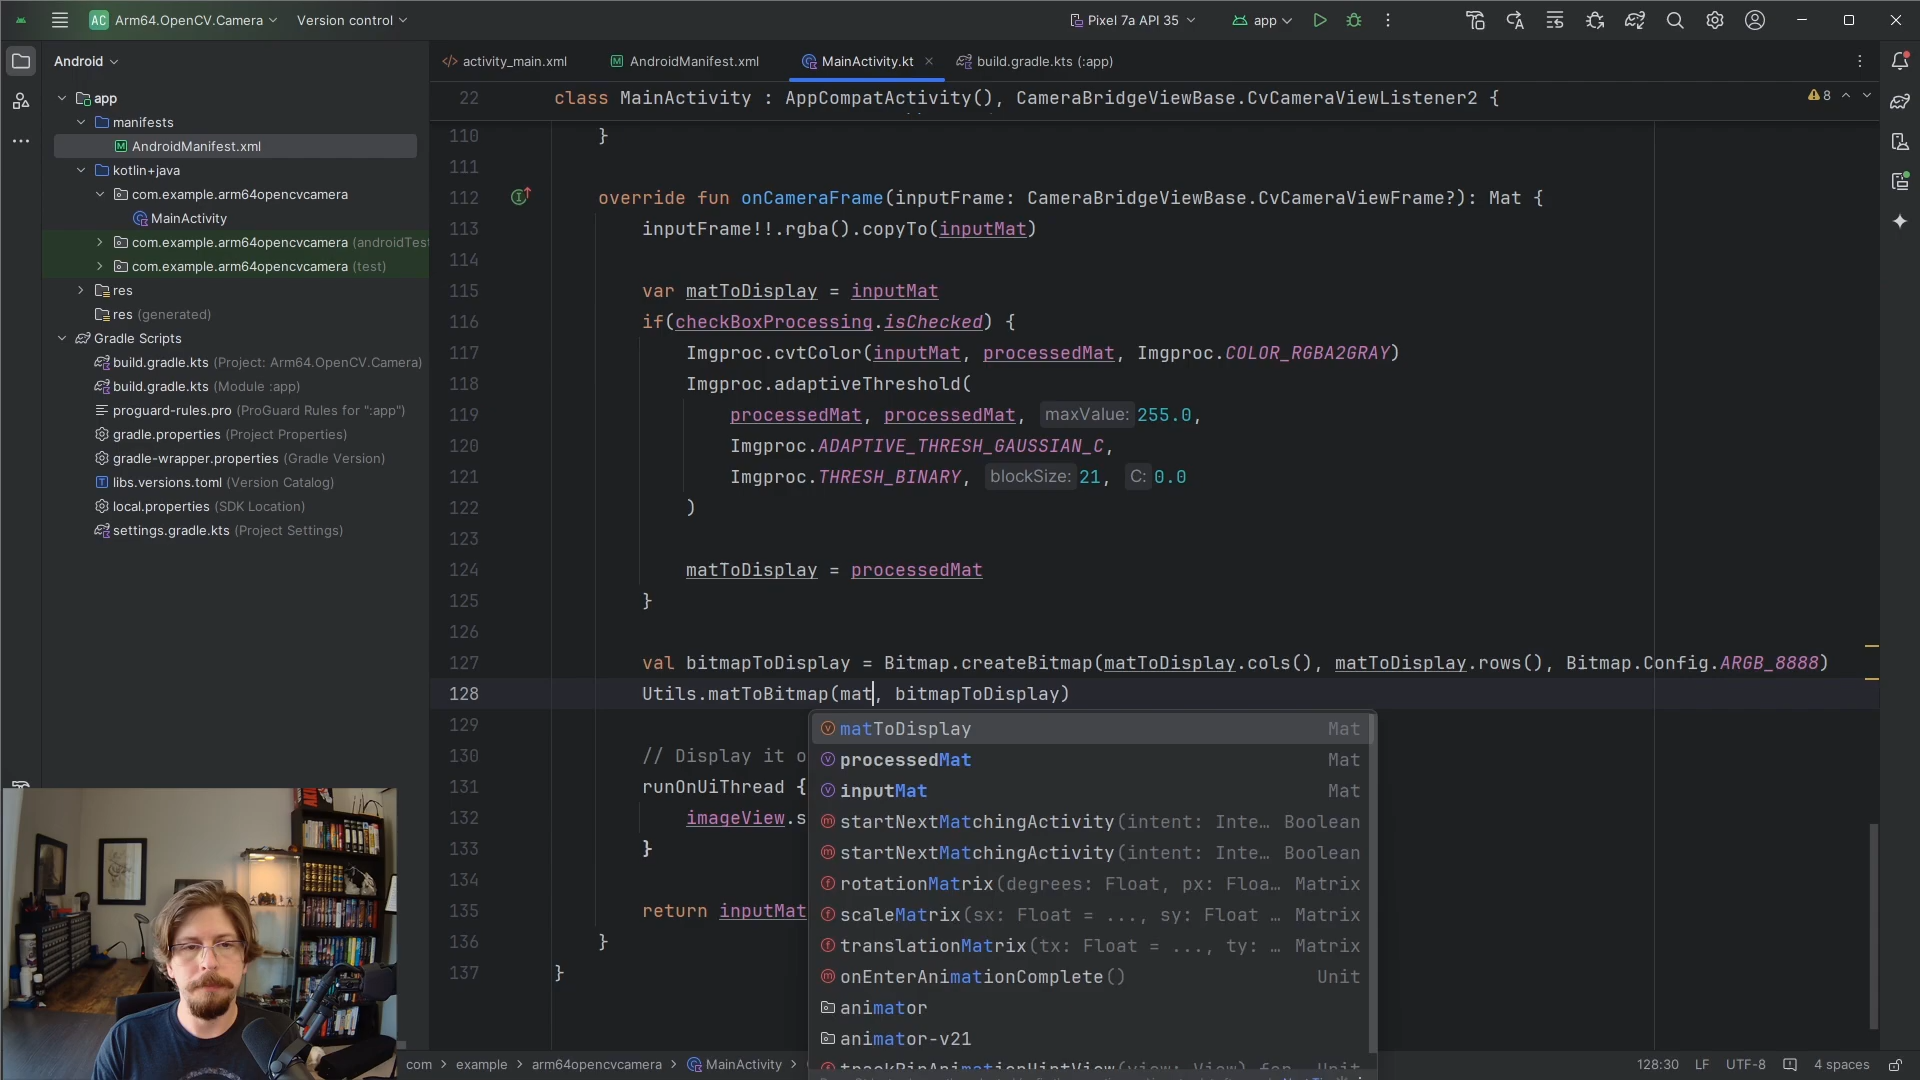 AC Arm64.OpenCV.Camera Version control Pixel 7a API 35 app
Android
activity_main.xml AndroidManifest.xml MainActivity.kt build.gradle.kts (:app)
app
manifests
AndroidManifest.xml
kotlin+java
com.example.arm64opencvcamera
MainActivity
com.example.arm64opencvcamera (androidTest
com.example.arm64opencvcamera (test)
res
res (generated)
Gradle Scripts
build.gradle.kts (Project: Arm64.OpenCV.Camera)
build.gradle.kts (Module :app)
proguard-rules.pro (ProGuard Rules for ":app")
gradle.properties (Project Properties)
gradle-wrapper.properties (Gradle Version)
libs.versions.toml (Version Catalog)
local.properties (SDK Location)
settings.gradle.kts (Project Settings)
22 class MainActivity : AppCompatActivity(), CameraBridgeViewBase.CvCameraViewListener2 { 8
110 }
111
112 override fun onCameraFrame(inputFrame: CameraBridgeViewBase.CvCameraViewFrame?): Mat {
113 inputFrame!!.rgba().copyTo(inputMat)
114
115 var matToDisplay = inputMat
116 if(checkBoxProcessing.isChecked) {
117 Imgproc.cvtColor(inputMat, processedMat, Imgproc.COLOR_RGBA2GRAY)
118 Imgproc.adaptiveThreshold(
119 processedMat, processedMat, maxValue: 255.0,
120 Imgproc.ADAPTIVE_THRESH_GAUSSIAN_C,
121 Imgproc.THRESH_BINARY, blockSize: 21, C: 0.0
122 )
123
124 matToDisplay = processedMat
125 }
126
127 val bitmapToDisplay = Bitmap.createBitmap(matToDisplay.cols(), matToDisplay.rows(), Bitmap.Config.ARGB_8888)
128 Utils.matToBitmap(mat, bitmapToDisplay)
129
130 // Display it o
131 runOnUiThread {
132 imageView.s
133 }
134
135 return inputMat
136 }
137 }
matToDisplay Mat
processedMat Mat
inputMat Mat
startNextMatchingActivity(intent: Inte… Boolean
startNextMatchingActivity(intent: Inte… Boolean
rotationMatrix(degrees: Float, px: Floa… Matrix
scaleMatrix(sx: Float = ..., sy: Float … Matrix
translationMatrix(tx: Float = ..., ty: … Matrix
onEnterAnimationComplete() Unit
animator
animator-v21
com > example > arm64opencvcamera > MainActivity > 128:30 LF UTF-8 4 spaces